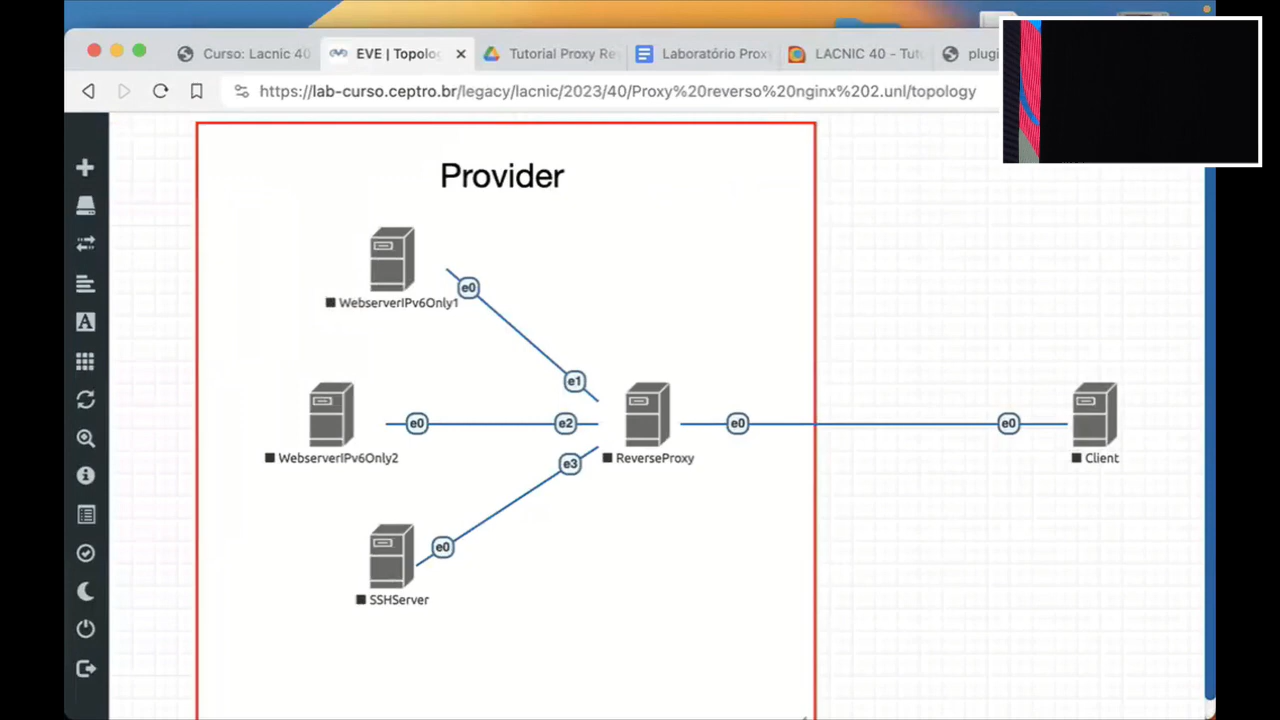 Curso: Lacnic 40
EVE | Topolo
Tutorial Proxy Re
Laboratório Proxy
LACNIC 40 - Tut
plugi
https://lab-curso.ceptro.br/legacy/lacnic/2023/40/Proxy%20reverso%20nginx%202.unl/topology
Provider
WebserverIPv6Only1
e0
e1
WebserverIPv6Only2
e0
e2
ReverseProxy
e0
e0
Client
e3
e0
SSHServer
A